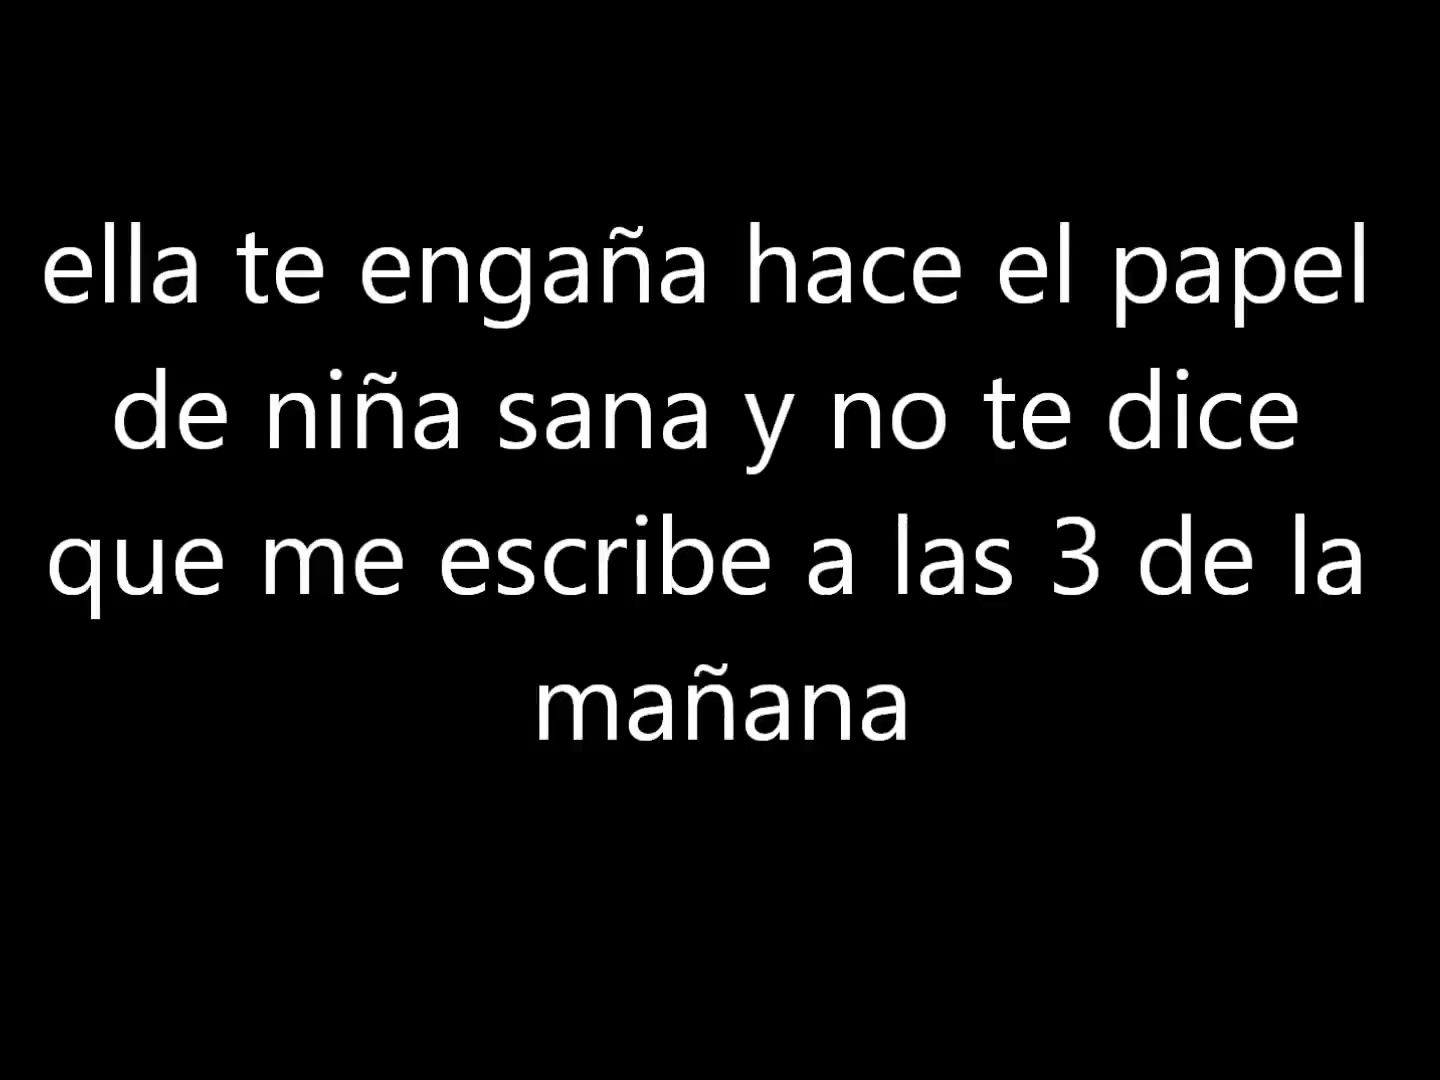 ella te engaña hace el papel
de niña sana y no te dice
que me escribe a las 3 de la
mañana